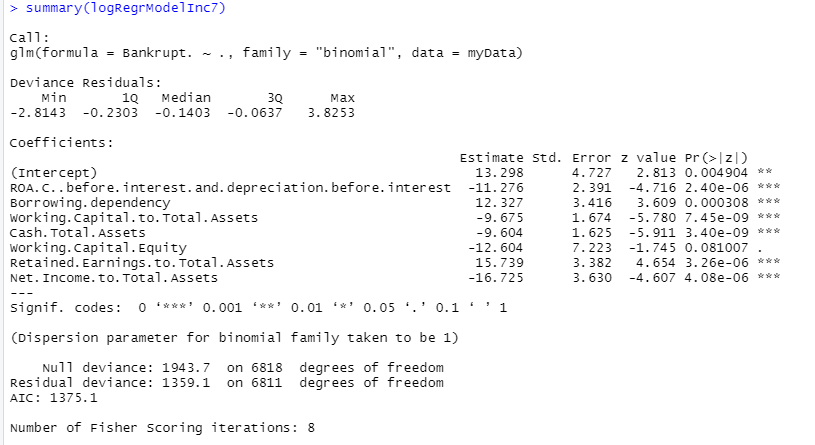 > summary(logRegrModelInc7)
Call:
glm(formula = Bankrupt. ~ ., family = "binomial", data = myData)
Deviance Residuals:
Min 1Q Median 3Q Max
-2.8143 -0.2303 -0.1403 -0.0637 3.8253
Coefficients:
Estimate Std. Error z value Pr(>|z|)
(Intercept) 13.298 4.727 2.813 0.004904 **
ROA.C..before.interest.and.depreciation.before.interest -11.276 2.391 -4.716 2.40e-06 ***
Borrowing.dependency 12.327 3.416 3.609 0.000308 ***
Working.Capital.to.Total.Assets -9.675 1.674 -5.780 7.45e-09 ***
Cash.Total.Assets -9.604 1.625 -5.911 3.40e-09 ***
Working.Capital.Equity -12.604 7.223 -1.745 0.081007 .
Retained.Earnings.to.Total.Assets 15.739 3.382 4.654 3.26e-06 ***
Net.Income.to.Total.Assets -16.725 3.630 -4.607 4.08e-06 ***
---
Signif. codes: 0 ‘***’ 0.001 ‘**’ 0.01 ‘*’ 0.05 ‘.’ 0.1 ‘ ’ 1
(Dispersion parameter for binomial family taken to be 1)
Null deviance: 1943.7 on 6818 degrees of freedom
Residual deviance: 1359.1 on 6811 degrees of freedom
AIC: 1375.1
Number of Fisher Scoring iterations: 8